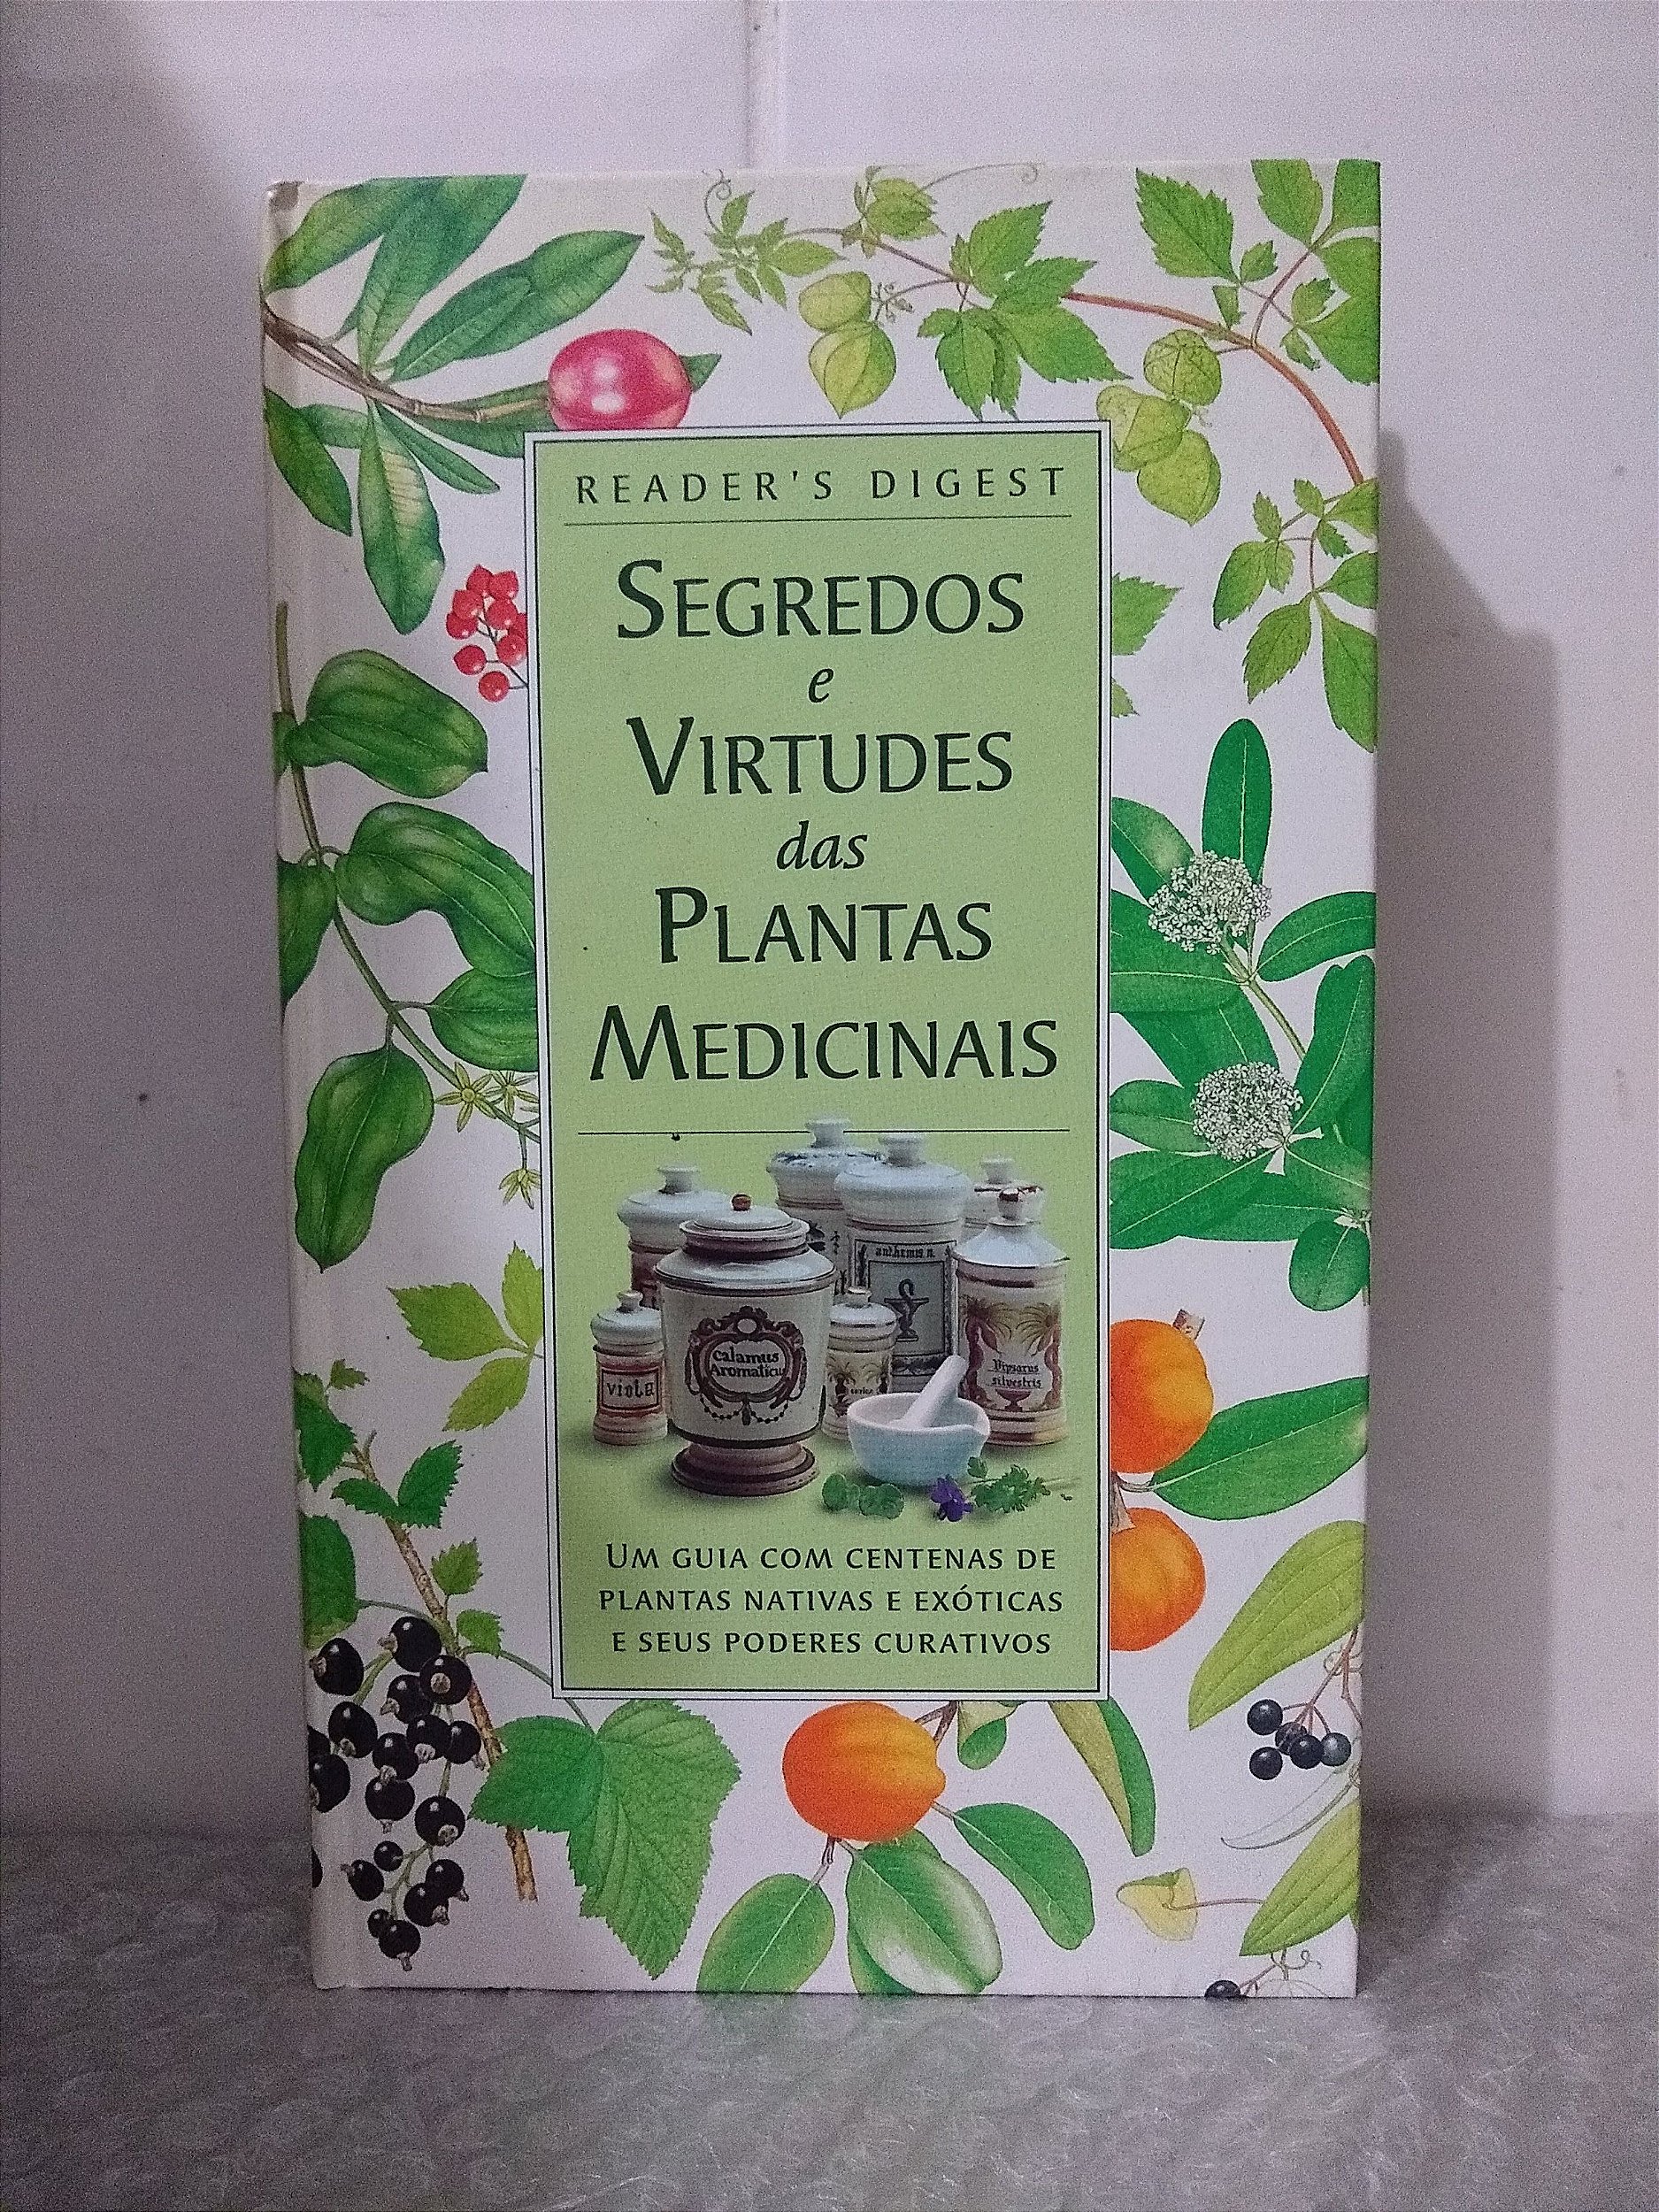 READER'S DIGEST
SEGREDOS
e
VIRTUDES
das
PLANTAS
MEDICINAIS
anthemis n.
calamus
Aromaticu
viola
silvestris
UM GUIA COM CENTENAS DE
PLANTAS NATIVAS E EXÓTICAS
E SEUS PODERES CURATIVOS